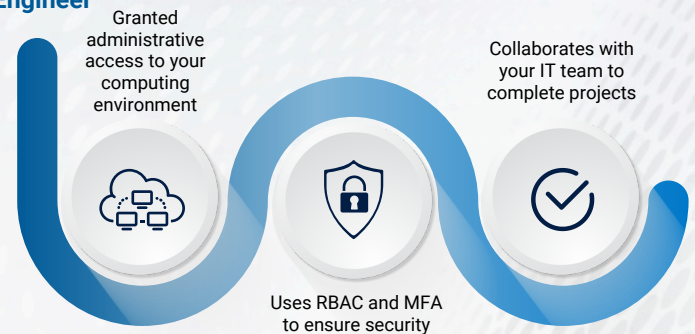 Engineer
Granted
administrative
access to your
computing
environment
Uses RBAC and MFA
to ensure security
Collaborates with
your IT team to
complete projects